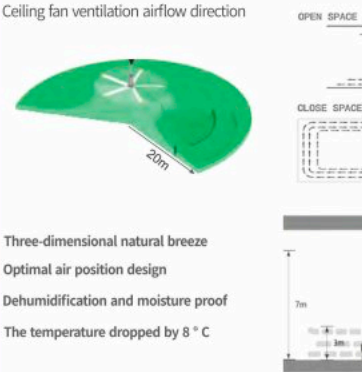 Ceiling fan ventilation airflow direction
OPEN SPACE
20m
CLOSE SPACE
Three-dimensional natural breeze
Optimal air position design
Dehumidification and moisture proof
The temperature dropped by 8 ° C
7m
3m